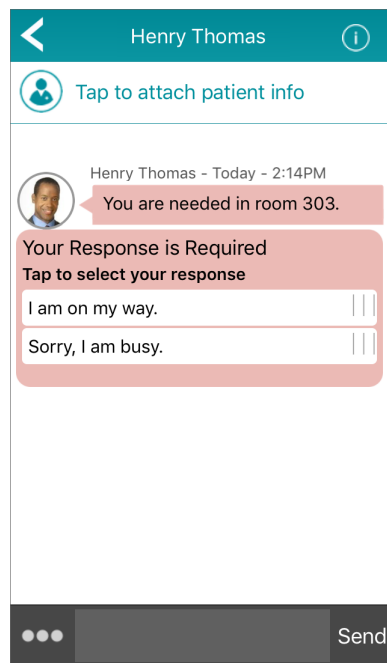 Henry Thomas
Tap to attach patient info
Henry Thomas - Today - 2:14PM
You are needed in room 303.
Your Response is Required
Tap to select your response
I am on my way.
Sorry, I am busy.
Send